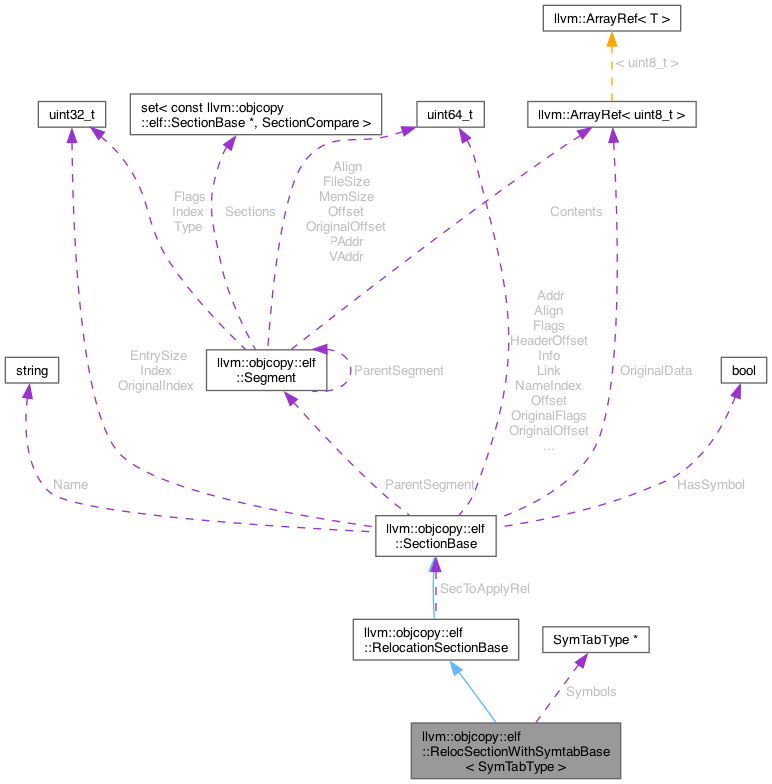 llvm::ArrayRef< T >
< uint8_t >
uint32_t
set< const llvm::objcopy
::elf::SectionBase *, SectionCompare >
uint64_t
llvm::ArrayRef< uint8_t >
Flags
Index
Type
Sections
Align
FileSize
MemSize
Offset
OriginalOffset
PAddr
VAddr
Contents
EntrySize
Index
OriginalIndex
Addr
Align
Flags
HeaderOffset
Info
Link
NameIndex
Offset
OriginalFlags
OriginalOffset
...
string
llvm::objcopy::elf
::Segment
ParentSegment
OriginalData
bool
Name
ParentSegment
HasSymbol
llvm::objcopy::elf
::SectionBase
SecToApplyRel
llvm::objcopy::elf
::RelocationSectionBase
SymTabType *
Symbols
llvm::objcopy::elf
::RelocSectionWithSymtabBase
< SymTabType >